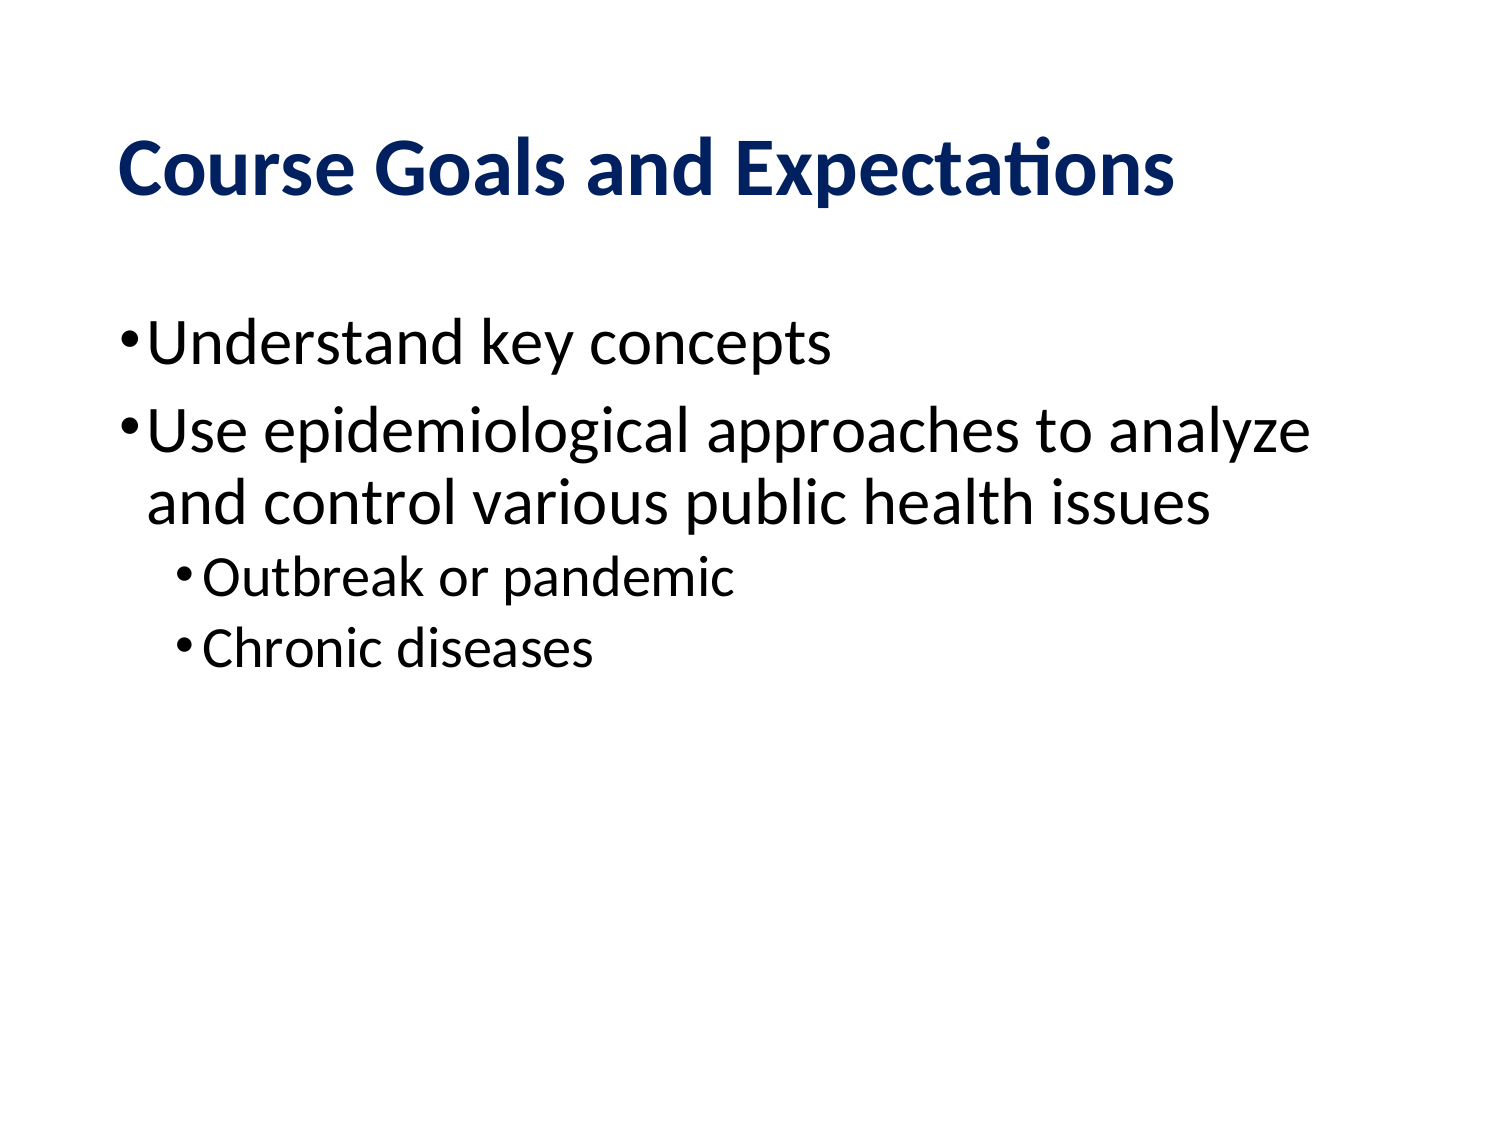 Course Goals and Expectations
•Understand key concepts
•Use epidemiological approaches to analyze
and control various public health issues
•Outbreak or pandemic
•Chronic diseases